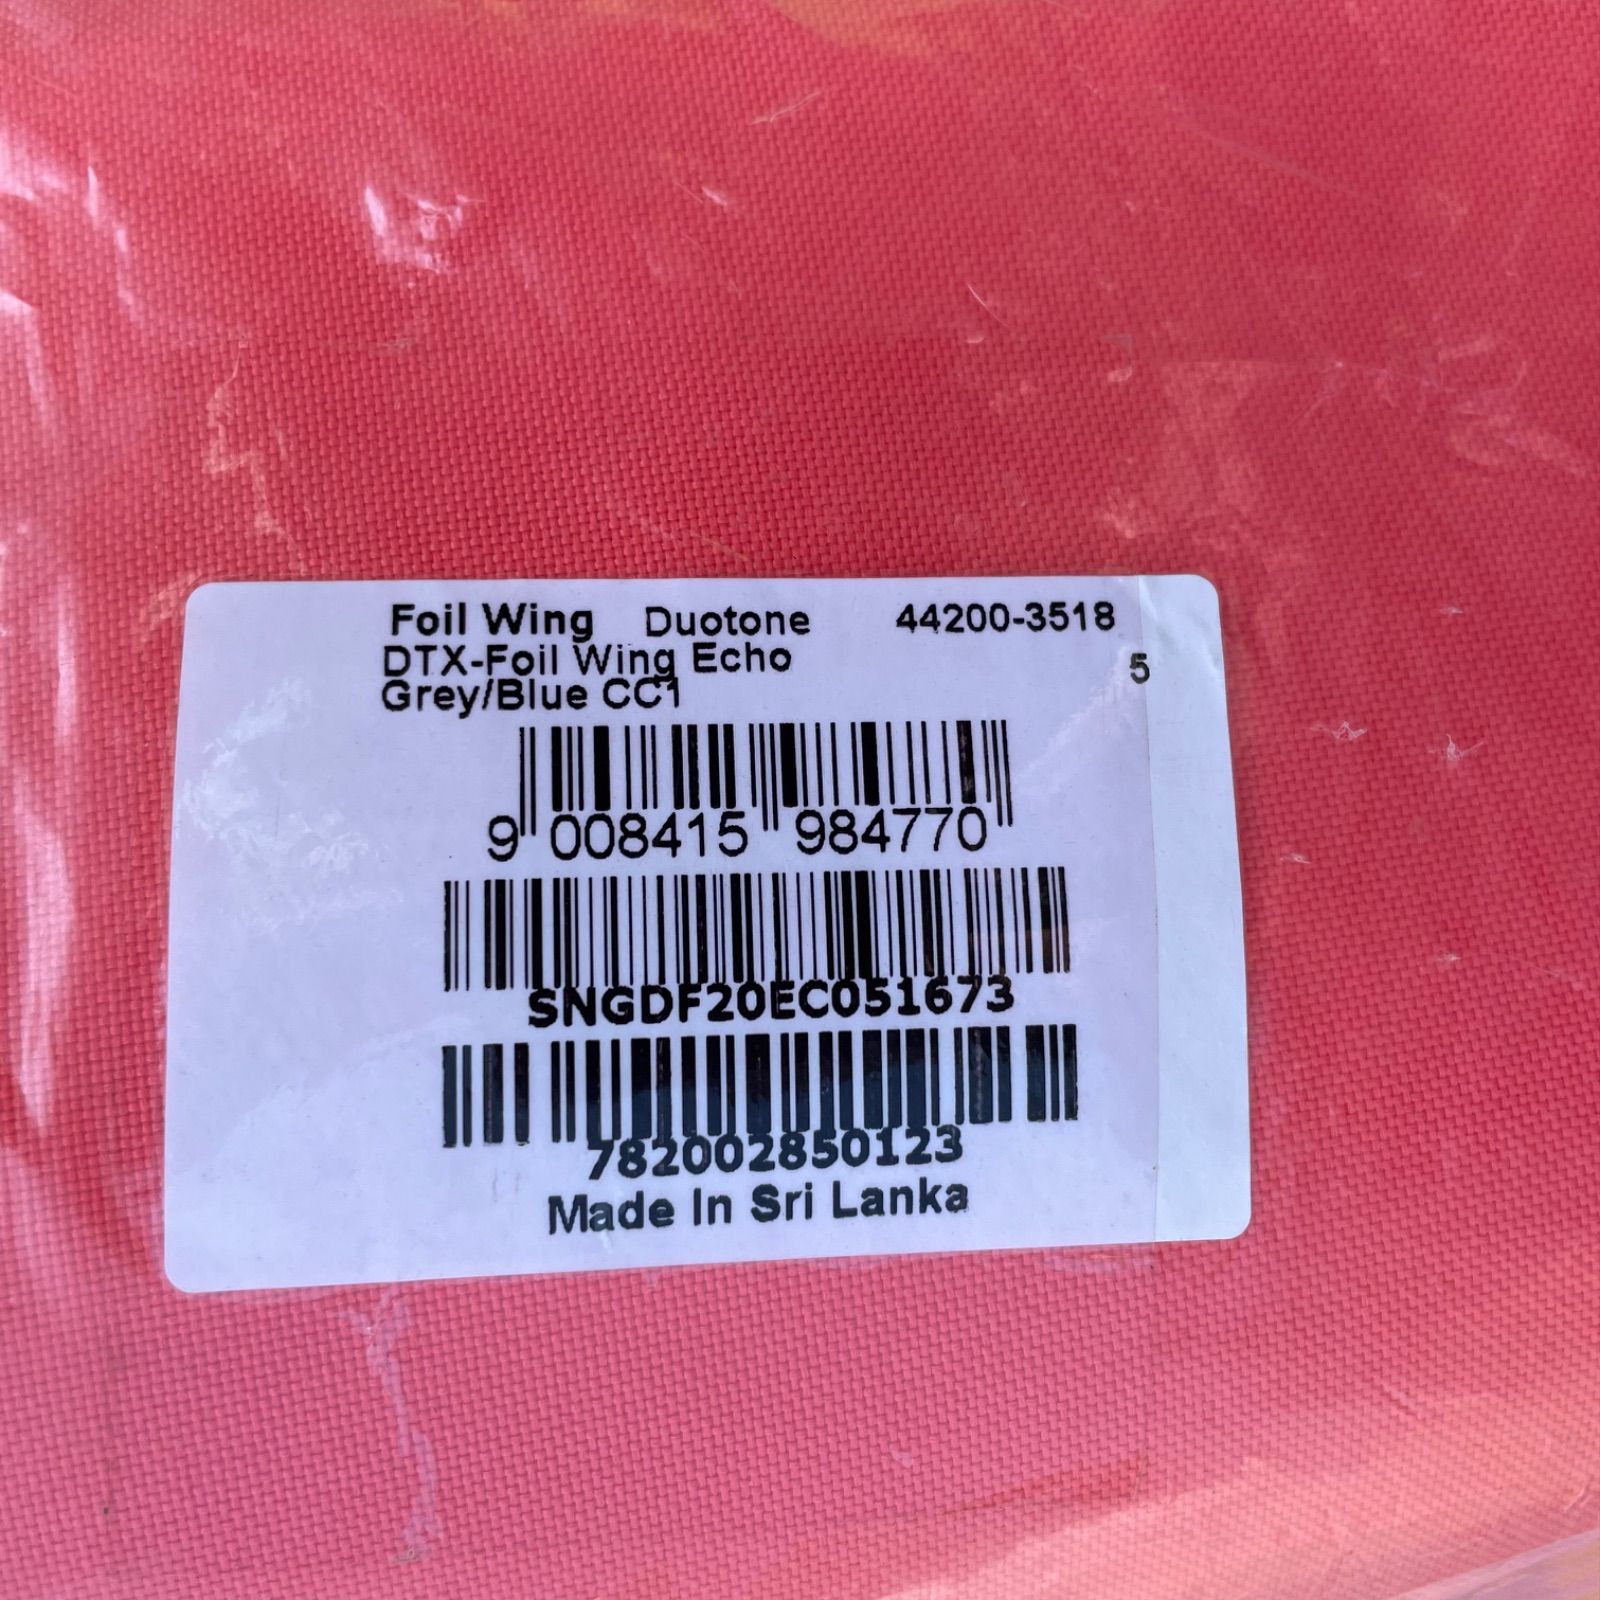 Foil Wing Duotone 44200-3518
DTX-Foil Wing Echo 5
Grey/Blue CC1
9 008415 984770
SNGDF20EC051673
782002850123
Made In Sri Lanka